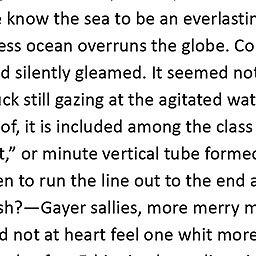 know the sea to be an everlastin
ess ocean overruns the globe. Co
d silently gleamed. It seemed not
ck still gazing at the agitated wat
of, it is included among the class
t,” or minute vertical tube formed
en to run the line out to the end a
sh?—Gayer sallies, more merry m
d not at heart feel one whit more